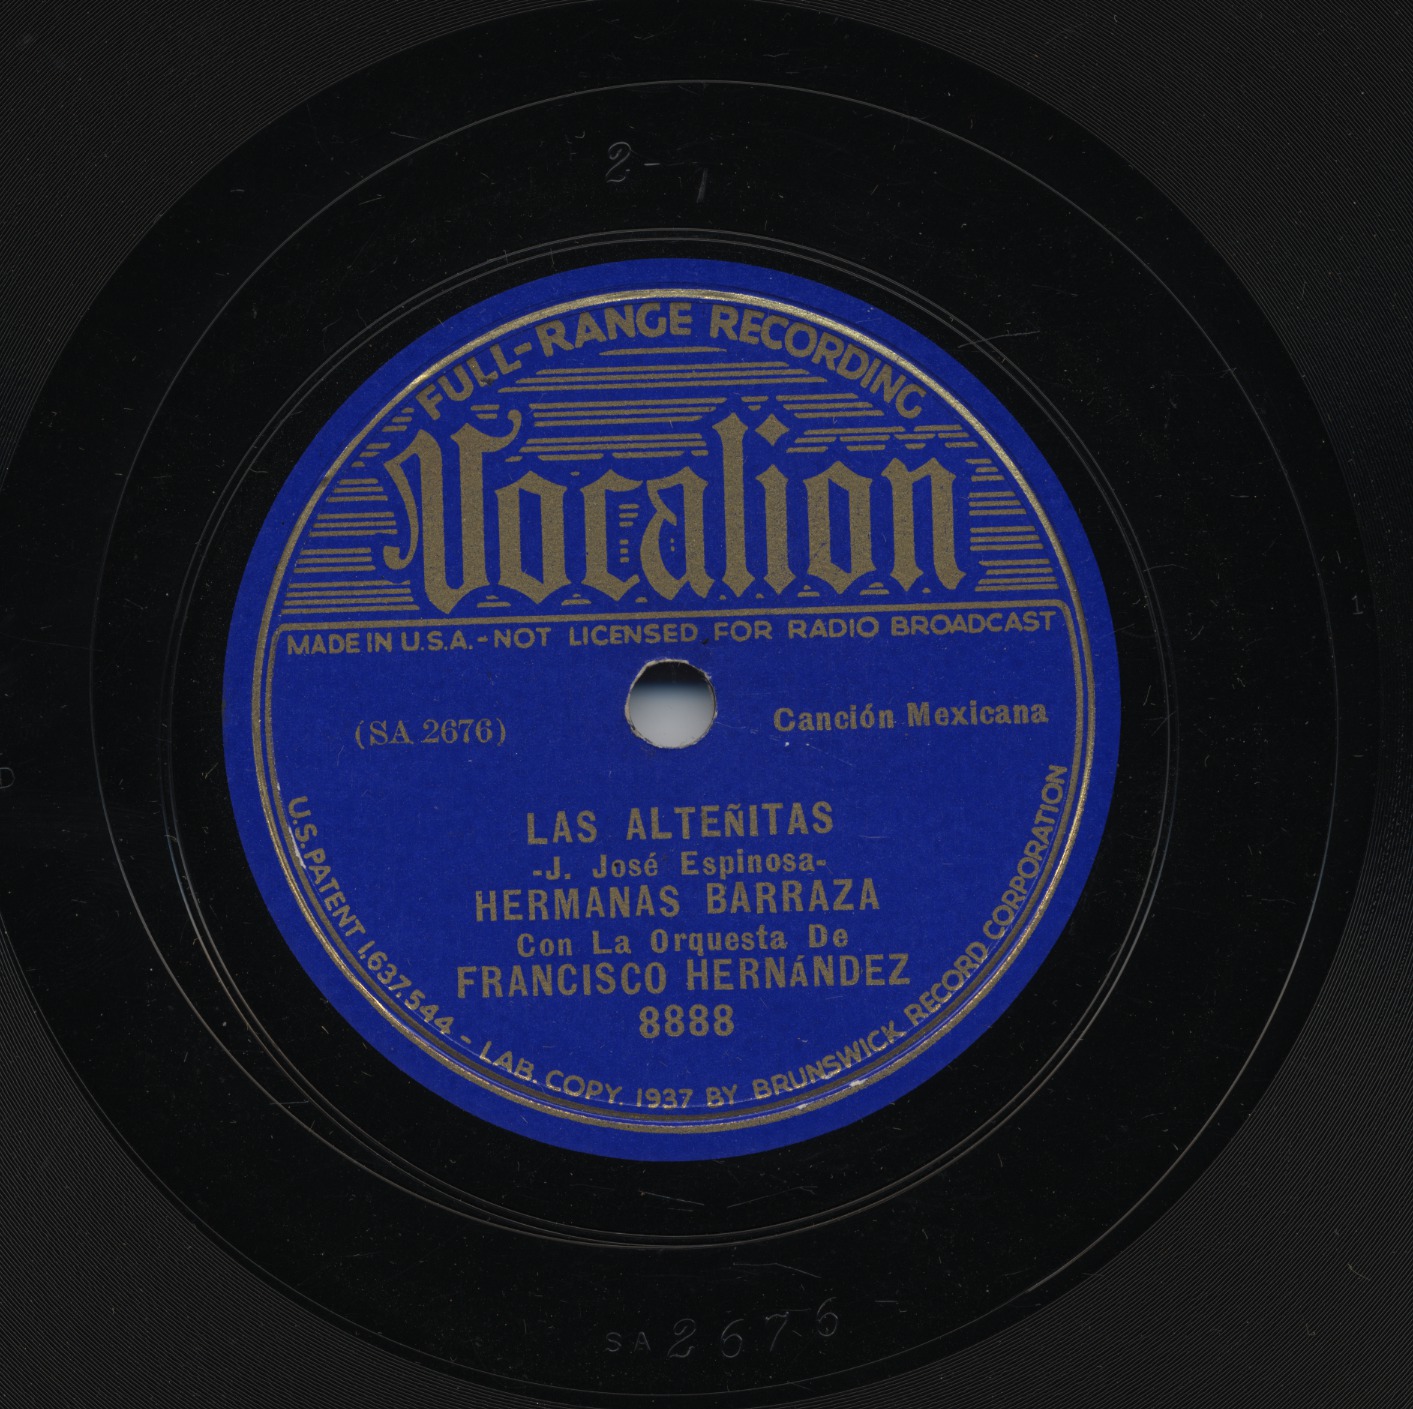 2-1
FULL-RANGE RECORDING
Vocalion
MADE IN U.S.A.-NOT LICENSED FOR RADIO BROADCAST
(SA 2676)
Canción Mexicana
LAS ALTEÑITAS
-J. José Espinosa-
HERMANAS BARRAZA
Con La Orquesta De
FRANCISCO HERNÁNDEZ
8888
U.S. PATENT 1,637,544 - LAB. COPY. 1937 BY BRUNSWICK RECORD CORPORATION
1
D
SA 2676 -